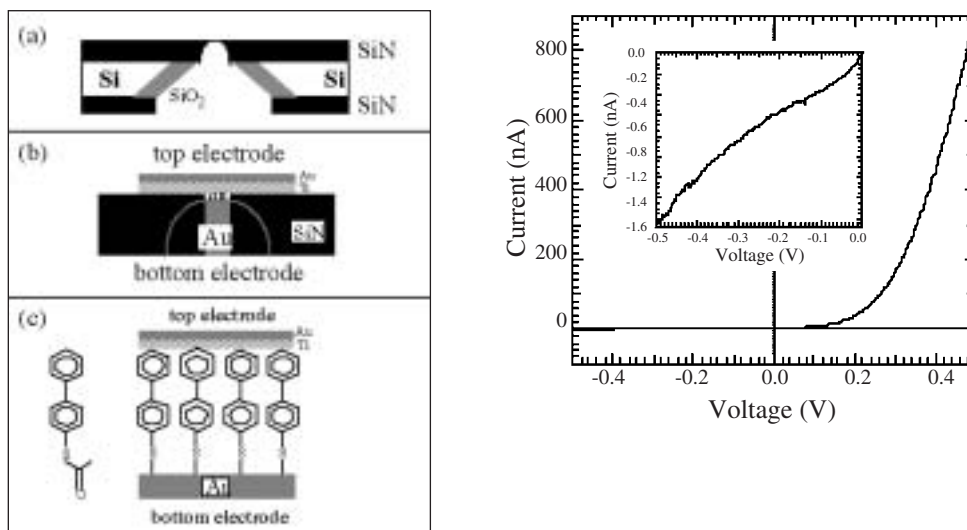 (a)
SiN
Si
Si
SiO2
SiN
(b)
top electrode
Au
Au
SiN
bottom electrode
(c)
top electrode
Au
Ti
Au
bottom electrode
800
600
400
200
0
Current (nA)
-0.4
-0.2
0.0
0.2
0.4
Voltage (V)
0.0
-0.2
-0.4
-0.6
-0.8
-1.2
-1.4
-1.6
Current (nA)
-0.5
-0.4
-0.3
-0.2
-0.1
0.0
Voltage (V)